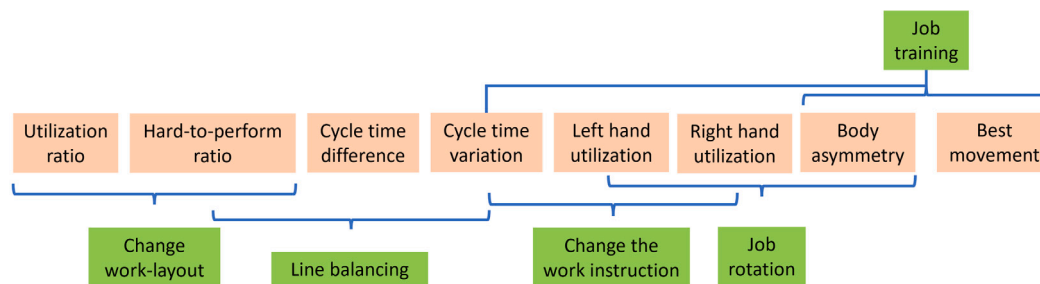 Job
training
Utilization
ratio
Hard-to-perform
ratio
Cycle time
difference
Cycle time
variation
Left hand
utilization
Right hand
utilization
Body
asymmetry
Best
movement
Change
work-layout
Line balancing
Change the
work instruction
Job
rotation